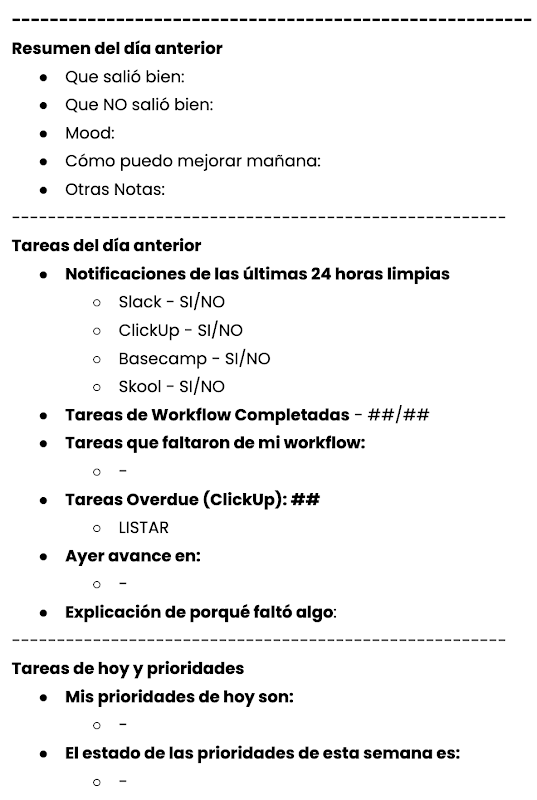 Resumen del día anterior
● Que salió bien:
● Que NO salió bien:
● Mood:
● Cómo puedo mejorar mañana:
● Otras Notas:
Tareas del día anterior
● Notificaciones de las últimas 24 horas limpias
○ Slack - SI/NO
○ ClickUp - SI/NO
○ Basecamp - SI/NO
○ Skool - SI/NO
● Tareas de Workflow Completadas - ##/##
● Tareas que faltaron de mi workflow:
○ -
● Tareas Overdue (ClickUp): ##
○ LISTAR
● Ayer avance en:
○ -
● Explicación de porqué faltó algo:
Tareas de hoy y prioridades
● Mis prioridades de hoy son:
○ -
● El estado de las prioridades de esta semana es:
○ -